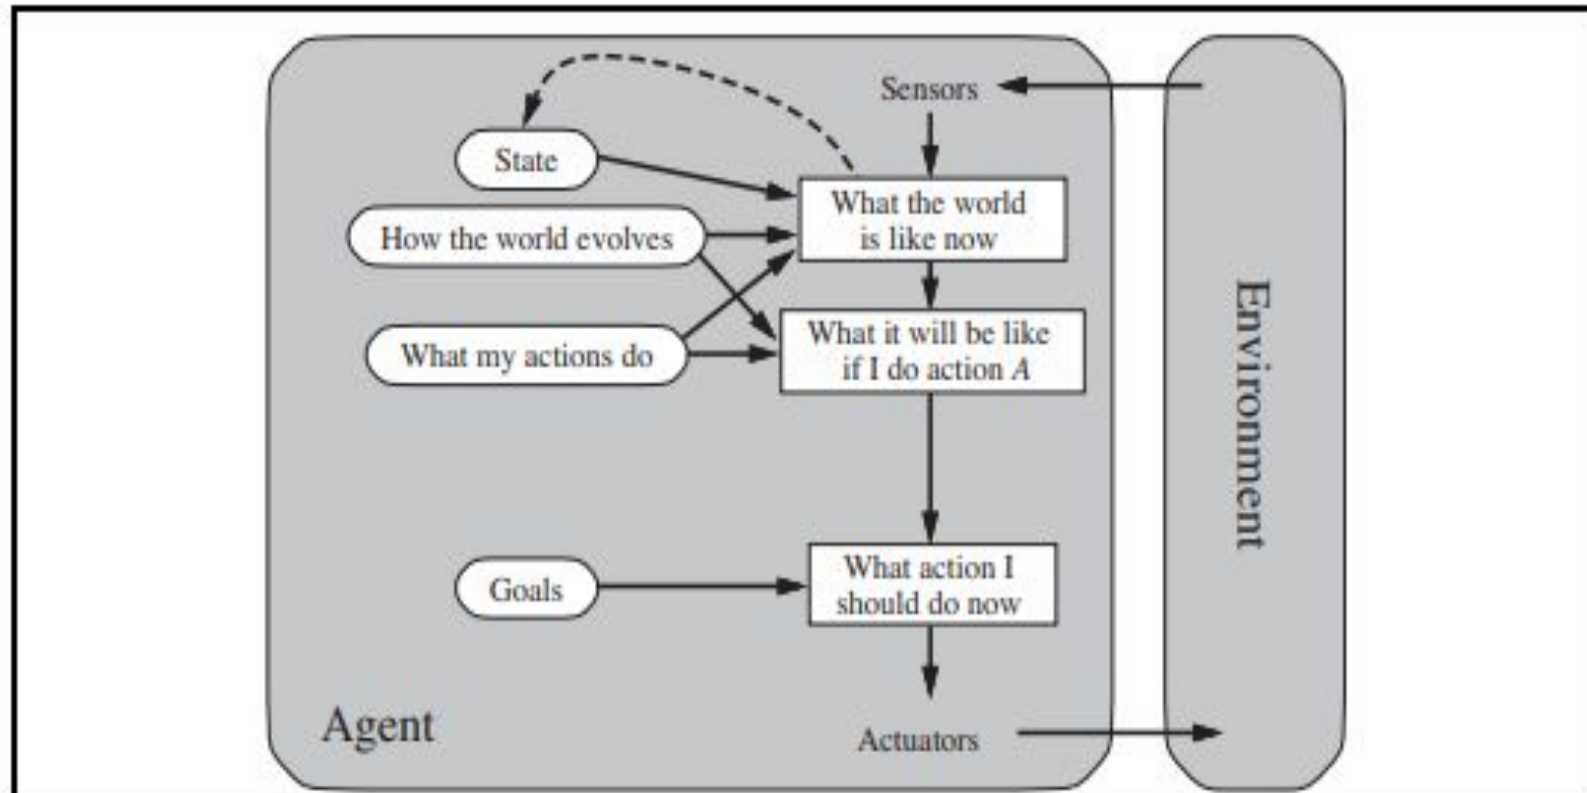 Sensors
State
What the world
is like now
How the world evolves
What it will be like
if I do action A
What my actions do
Goals
What action I
should do now
Agent
Actuators
Environment